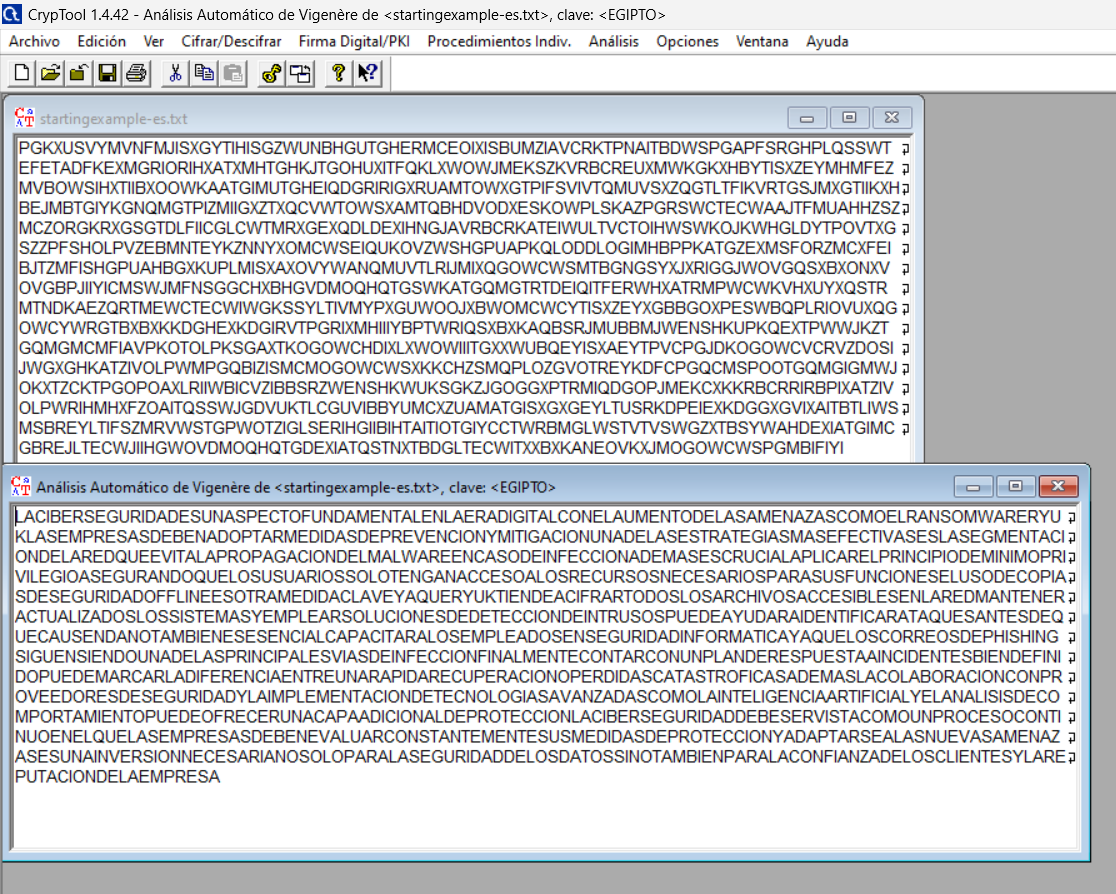 CrypTool 1.4.42 - Análisis Automático de Vigenère de <startingexample-es.txt>, clave: <EGIPTO>
Archivo Edición Ver Cifrar/Descifrar Firma Digital/PKI Procedimientos Indiv. Análisis Opciones Ventana Ayuda
startingexample-es.txt
PGKXUSVYMVNFMJISXGYTIHISGZWUNBHGUTGHERMCEOIXISBUMZIAVCRKTPNAITBDWSPGAPFSRGHPLQSSWT
EFETADFKEXMGRIORIHXATXMHTGHKJTGOHUXITFQKLXWOWJMEKSZKVRBCREUXMWKGKXHBYTISXZEYMHMFEZ
MVBOWSIHXTIIBXOOWKAATGIMUTGHEIQDGRIRIGXRUAMTOWXGTPIFSVIVTQMUVSXZQGTLTFIKVRTGSJMXGTIIKXH
BEJMBTGIYKGNQMGTPIZMIIGXZTXQCVWTOWSXAMTQBHDVODXESKOWPLSKAZPGRSWCTECWAAJTFMUAHHZSZ
MCZORGKRXGSGTDLFIICGLCWTMRXGEXQDLDEXIHNGJAVRBCRKATEIWULTVCTOIHWSWKOJKWHGLDYTPOVTXG
SZZPFSHOLPVZEBMNTEYKZNNYXOMCWSEIQUKOVZWSHGPUAPKQLODDLOGIMHBPPKATGZEXMSFORZMCXFEI
BJTZMFISHGPUAHBGXKUPLMISXAXOVYWANQMUVTLRIJMIXQGOWCWSMTBGNGSYXJXRIGGJWOVGQSXBXONXV
OVGBPJIIYICMSWJMFNSGGCHXBHGVDMOQHQTGSWKATGQMGTRTDEIQITFERWHXATRMPWCWKVHXUYXQSTR
MTNDKAEZQRTMEWCTECWIWGKSSYLTIVMYPXGUWOOJXBWOMCWCYTISXZEYXGBBGOXPESWBQPLRIOVUXQG
OWCYWRGTBXBXKKDGHEXKDGIRVTPGRIXMHIIIYBPTWRIQSXBXKAQBSRJMUBBMJWENSHKUPKQEXTPWWJKZT
GQMGMCMFIAVPKOTOLPKSGAXTKOGOWCHDIXLXWOWIIITGXXWUBQEYISXAEYTPVCPGJDKOGOWCVCRVZDOSI
JWGXGHKATZIVOLPWMPGQBIZISMCMOGOWCWSXKKCHZSMQPLOZGVOTREYKDFCPGQCMSPOOTGQMGIGMWJ
OKXTZCKTPGOPOAXLRIIWBICVZIBBSRZWENSHKWUKSGKZJGOGGXPTRMIQDGOPJMEKCXKKRBCRRIRBPIXATZIV
OLPWRIHMHXFZOAITQSSWJGDVUKTLCGUVIBBYUMCXZUAMATGISXGXGEYLTUSRKDPEIEXKDGGXGVIXAITBTLIWS
MSBREYLTIFSZMRVWSTGPWOTZIGLSERIHGIIBIHTAITIOTGIYCCTWRBMGLWSTVTVSWGZXTBSYWAHDEXIATGIMC
GBREJLTECWJIIHGWOVDMOQHQTGDEXIATQSTNXTBDGLTECWITXXBXKANEOVKXJMOGOWCWSPGMBIFIYI
Análisis Automático de Vigenère de <startingexample-es.txt>, clave: <EGIPTO>
LACIBERSEGURIDADESUNASPECTOFUNDAMENTALENLAERADIGITALCONELAUMENTODELASAMENAZASCOMOELRANSOMWARERYU
KLASEMPRESASDEBENADOPTARMEDIDASDEPREVENCIONYMITIGACIONUNADELASESTRATEGIASMASEFECTIVASESLASEGMENTACI
ONDELAREDQUEEVITALAPROPAGACIONDELMALWAREENCASODEINFECCIONADEMASESCRUCIALAPLICARELPRINCIPIODEMINIMOPRI
VILEGIOASEGURANDOQUELOSUSUARIOSSOLOTENGANACCESOALOSRECURSOSNECESARIOSPARASUSFUNCIONESELUSODECOPIA
SDESEGURIDADOFFLINEESOTRAMEDIDACLAVEYAQUERYUKTIENDEACIFRARTODOSLOSARCHIVOSACCESIBLESENLAREDMANTENER
ACTUALIZADOSLOSSISTEMASYEMPLEARSOLUCIONESDEDETECCIONDEINTRUSOSPUEDEAYUDARAIDENTIFICARATAQUESANTESDEQ
UECAUSENDANOTAMBIENESESENCIALCAPACITARALOSEMPLEADOSENSEGURIDADINFORMATICAYAQUELOSCORREOSDEPHISHING
SIGUENSIENDOUNADELASPRINCIPALESVIASDEINFECCIONFINALMENTECONTARCONUNPLANDERESPUESTAAINCIDENTESBIENDEFINI
DOPUEDEMARCARLADIFERENCIAENTREUNARAPIDARECUPERACIONOPERDIDASCATASTROFICASADEMASLACOLABORACIONCONPR
OVEEDORESDESEGURIDADYLAIMPLEMENTACIONDETECNOLOGIASAVANZADASCOMOLAINTELIGENCIAARTIFICIALYELANALISISDECO
MPORTAMIENTOPUEDEOFRECERUNACAPAADICIONALDEPROTECCIONLACIBERSEGURIDADDEBESERVISTACOMOUNPROCESOCONTI
NUOENELQUELASEMPRESASDEBENEVALUARCONSTANTEMENTESUSMEDIDASDEPROTECCIONYADAPTARSEALASNUEVASAMENAZ
ASESUNAINVERSIONNECESARIANOSOLOPARALASEGURIDADDELOSDATOSSINOTAMBIENPARALACONFIANZADELOSCLIENTESYLARE
PUTACIONDELAEMPRESA